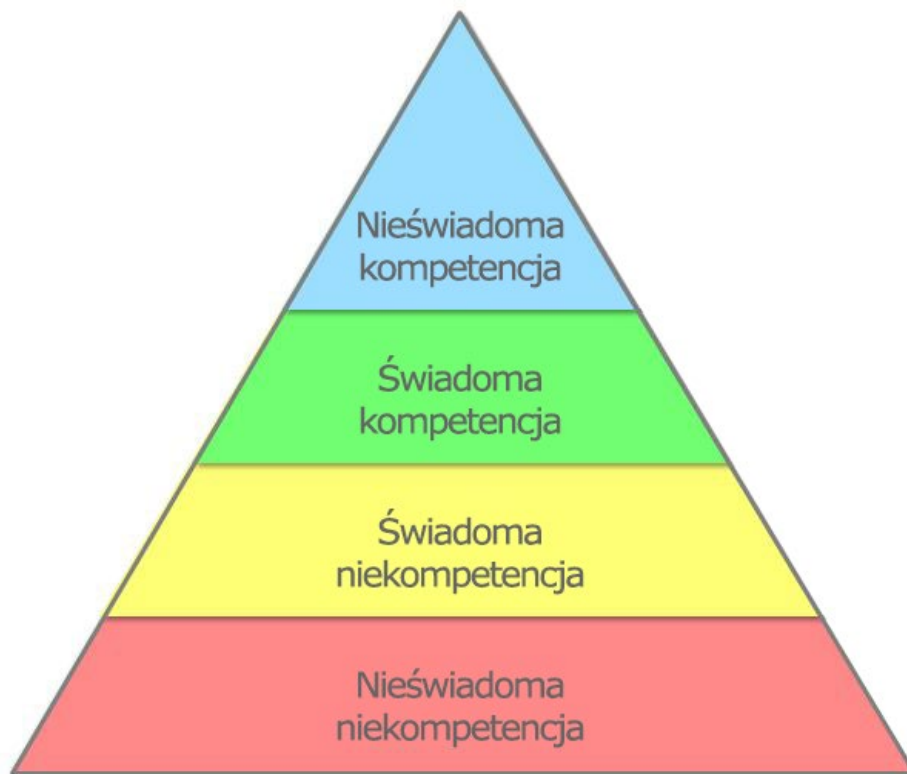 Nieświadoma
kompetencja
Świadoma
kompetencja
Świadoma
niekompetencja
Nieświadoma
niekompetencja